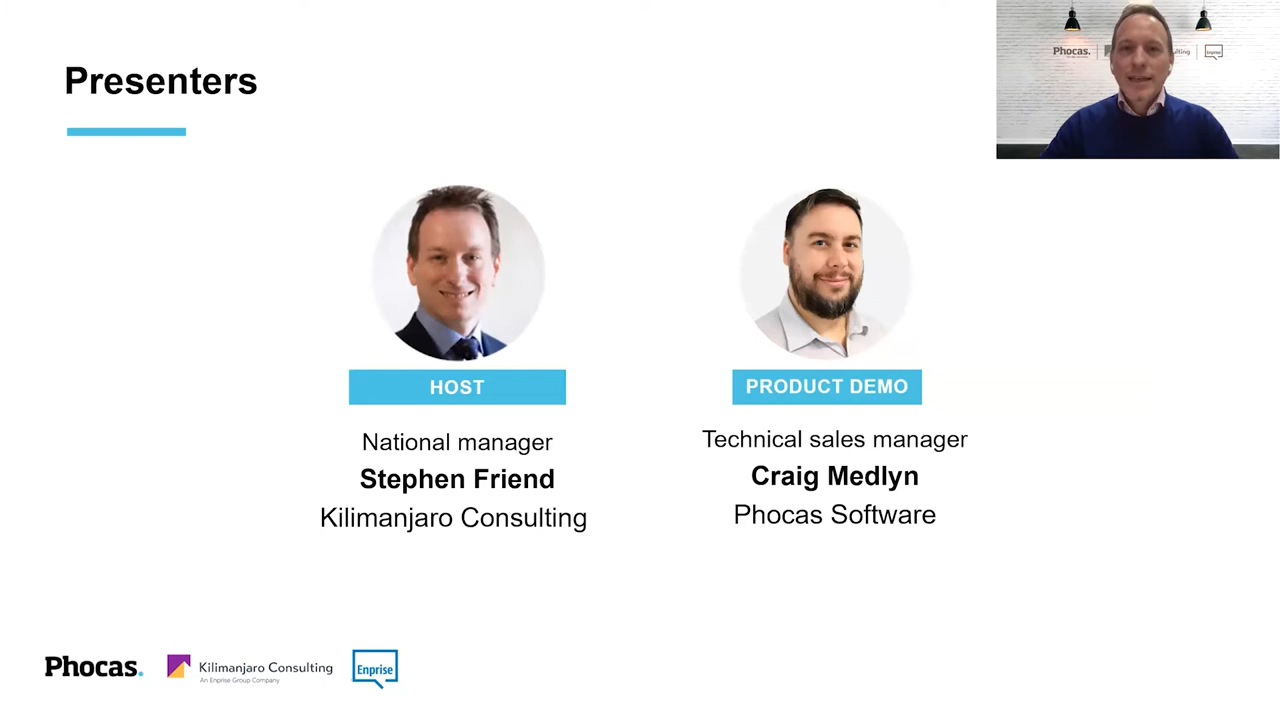 Presenters
Phocas.
Enprise
HOST
PRODUCT DEMO
National manager
Stephen Friend
Kilimanjaro Consulting
Technical sales manager
Craig Medlyn
Phocas Software
Phocas.
Kilimanjaro Consulting
An Enprise Group Company
Enprise